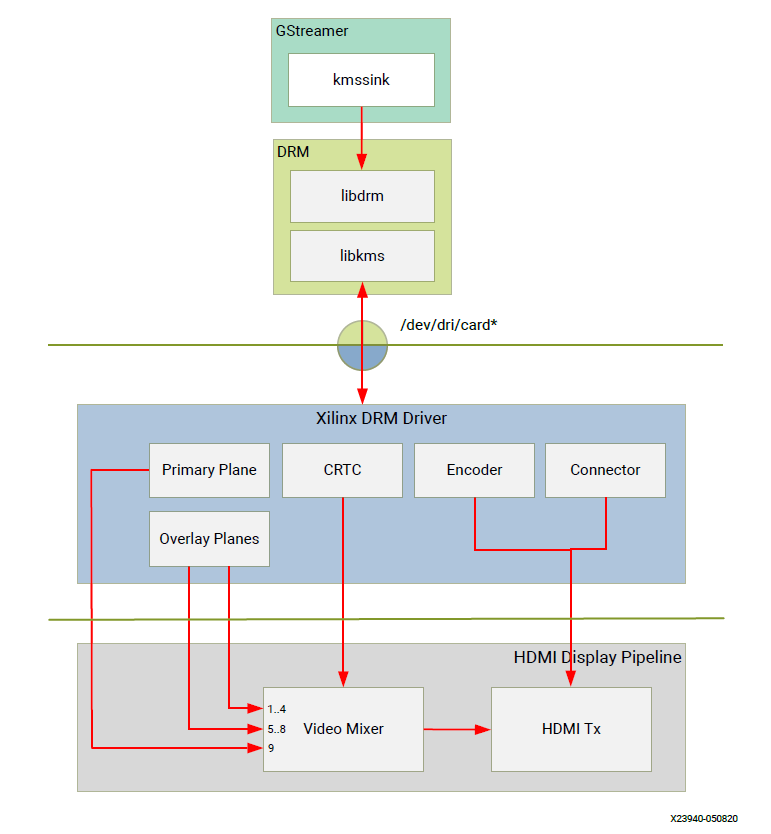 GStreamer
kmssink
DRM
libdrm
libkms
/dev/dri/card*
Xilinx DRM Driver
Primary Plane
CRTC
Encoder
Connector
Overlay Planes
HDMI Display Pipeline
1..4
5..8
9
Video Mixer
HDMI Tx
X23940-050820